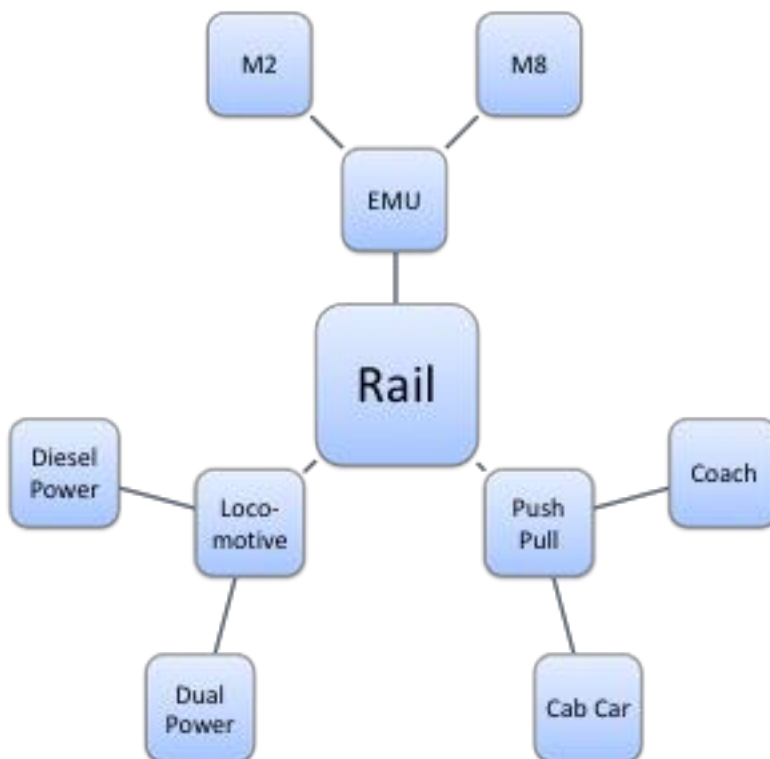 M2
M8
EMU
Rail
Diesel
Power
Loco-
motive
Push
Pull
Coach
Dual
Power
Cab Car